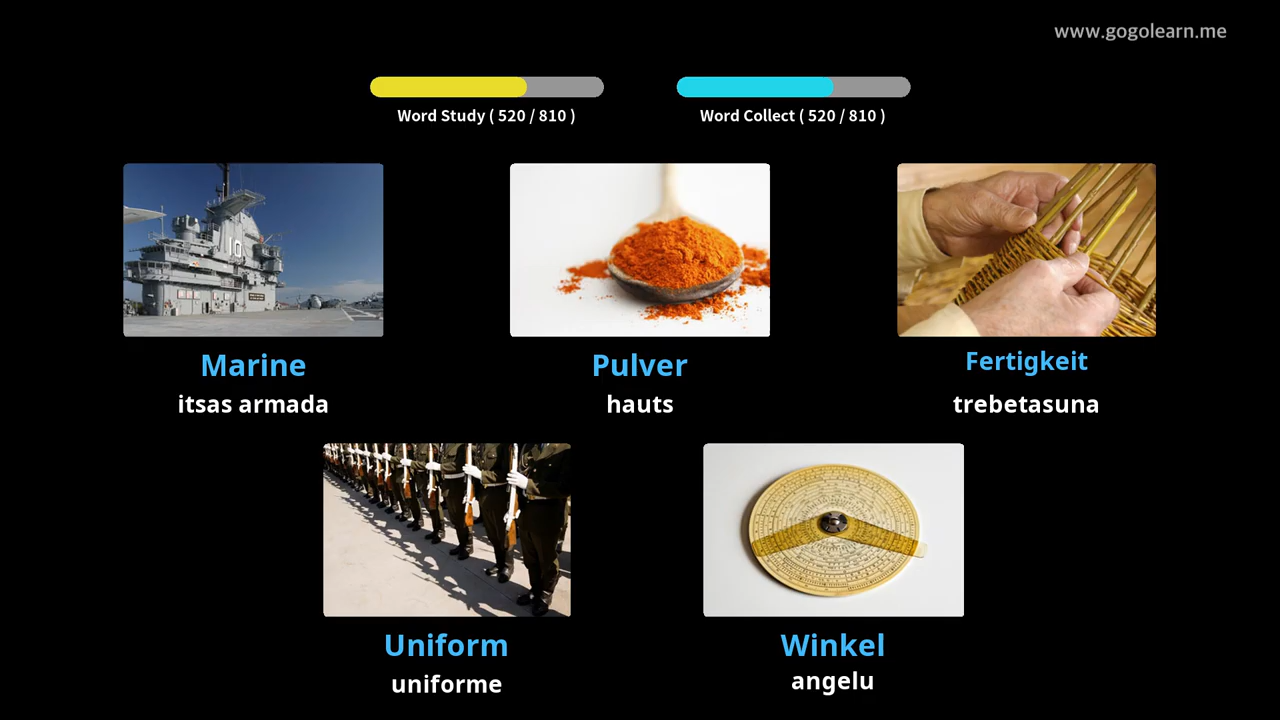 www.gogolearn.me
Word Study ( 520 / 810 )
Word Collect ( 520 / 810 )
10
Marine
itsas armada
Pulver
hauts
Fertigkeit
trebetasuna
Uniform
uniforme
Winkel
angelu